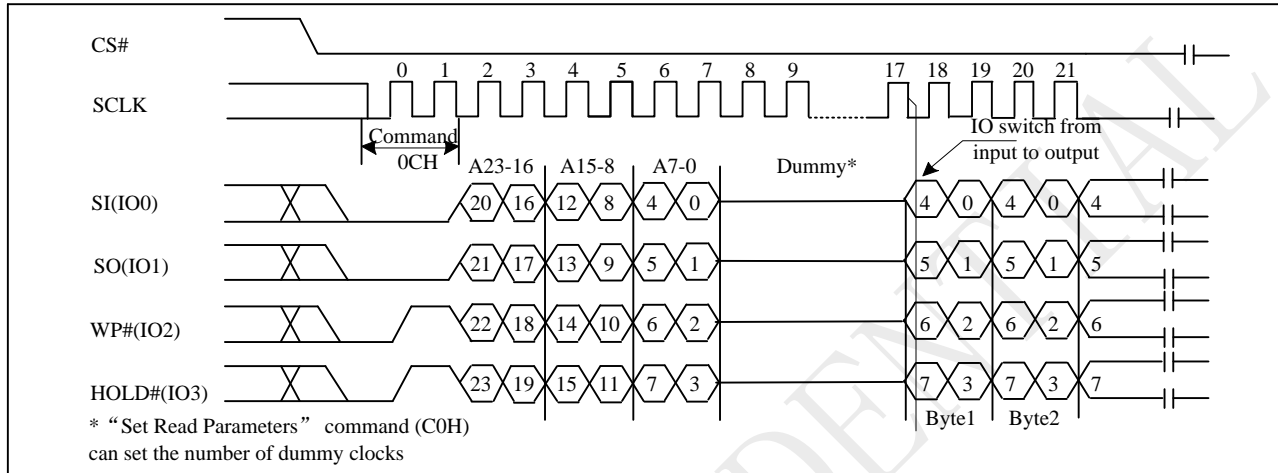 CS#
0 1 2 3 4 5 6 7 8 9 17 18 19 20 21
SCLK
Command
0CH
IO switch from
input to output
A23-16 A15-8 A7-0 Dummy*
SI(IO0) 20 16 12 8 4 0 4 0 4 0 4
SO(IO1) 21 17 13 9 5 1 5 1 5 1 5
WP#(IO2) 22 18 14 10 6 2 6 2 6 2 6
HOLD#(IO3) 23 19 15 11 7 3 7 3 7 3 7
Byte1 Byte2
* “Set Read Parameters” command (C0H)
can set the number of dummy clocks